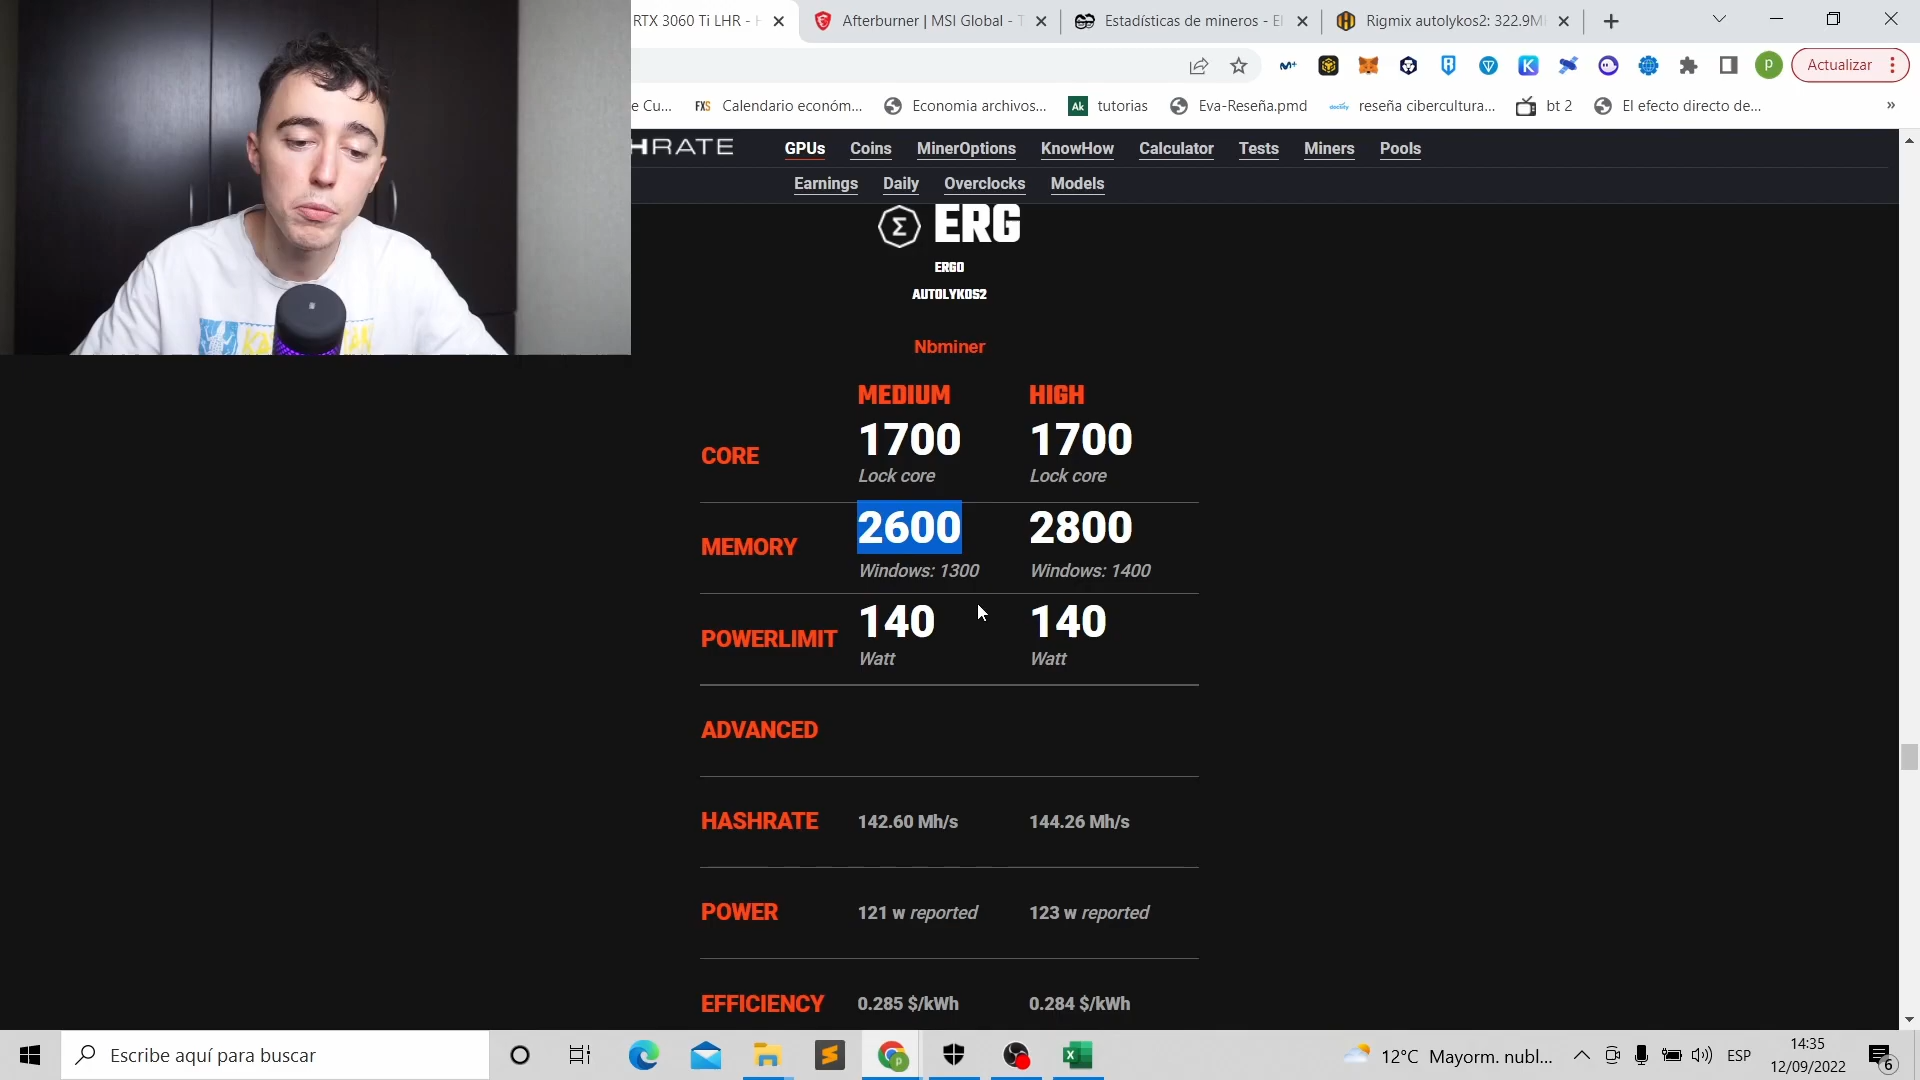 RTX 3060 Ti LHR - H
Afterburner | MSI Global - T
Estadísticas de mineros - El
Rigmix autolykos2: 322.9MH
P
Actualizar
e Cu...
FXS Calendario económ...
Economia archivos...
Ak tutorias
Eva-Reseña.pmd
reseña cibercultura...
bt 2
El efecto directo de...
»
HRATE
GPUs Coins MinerOptions KnowHow Calculator Tests Miners Pools
Earnings Daily Overclocks Models
ERG
ERGO
AUTOLYKOS2
Nbminer
MEDIUM HIGH
CORE 1700 1700
Lock core Lock core
MEMORY 2600 2800
Windows: 1300 Windows: 1400
POWERLIMIT 140 140
Watt Watt
ADVANCED
HASHRATE 142.60 Mh/s 144.26 Mh/s
POWER 121 w reported 123 w reported
EFFICIENCY 0.285 $/kWh 0.284 $/kWh
Escribe aquí para buscar
12°C Mayorm. nubl...
ESP
14:35
12/09/2022
6